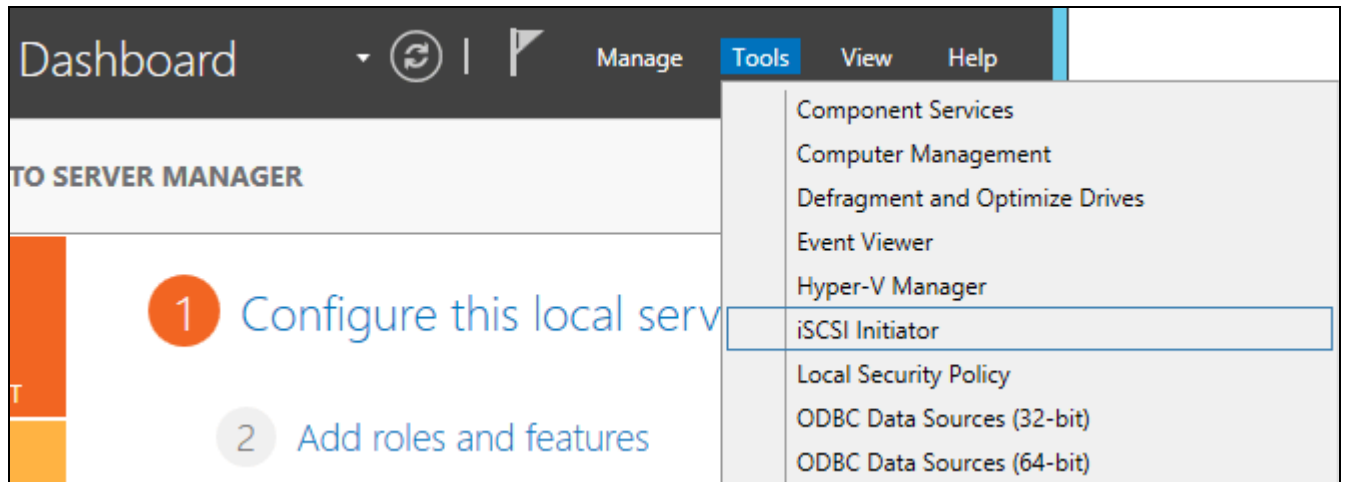 Dashboard
Manage Tools View Help
Component Services
Computer Management
Defragment and Optimize Drives
Event Viewer
Hyper-V Manager
iSCSI Initiator
Local Security Policy
ODBC Data Sources (32-bit)
ODBC Data Sources (64-bit)
TO SERVER MANAGER
1 Configure this local serv
T
2 Add roles and features